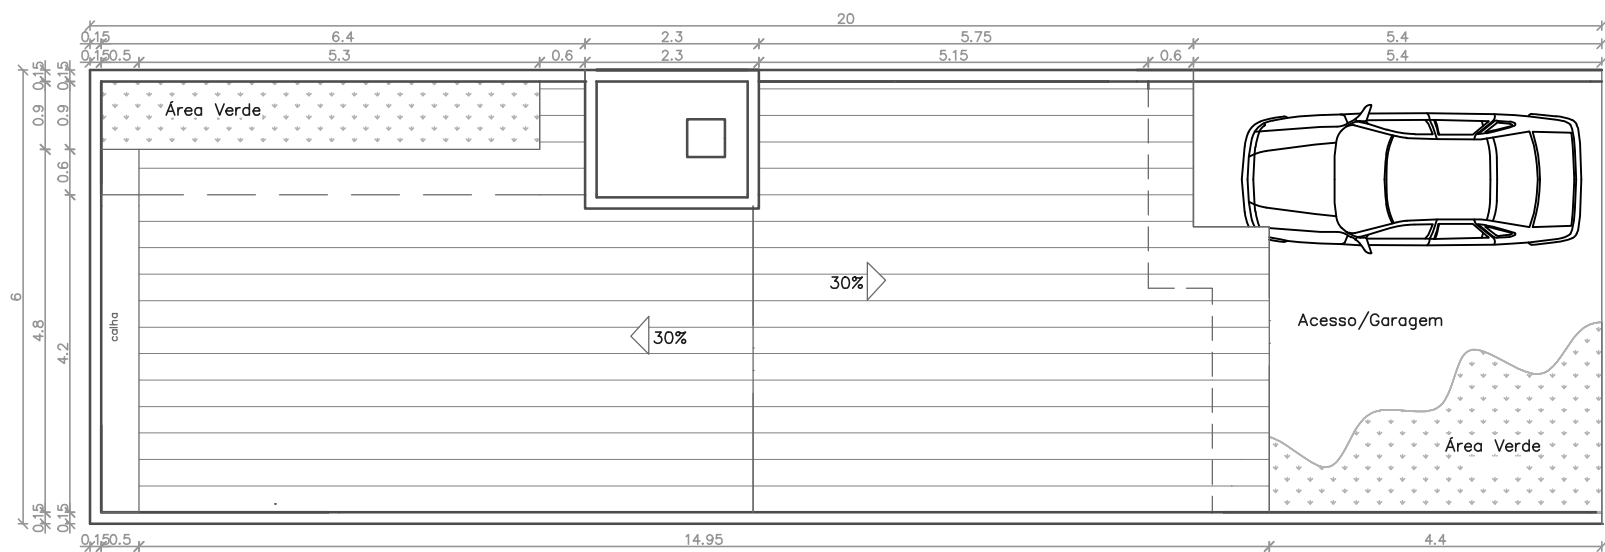 20
0.15 6.4 2.3 5.75 5.4
0.15 0.5 5.3 0.6 2.3 5.15 0.6 5.4
6
0.15 0.9 4.8 0.15
0.15 0.9 0.6 4.2 0.15
Área Verde
30%
30%
calha
Acesso/Garagem
Área Verde
0.15 0.5 14.95 4.4